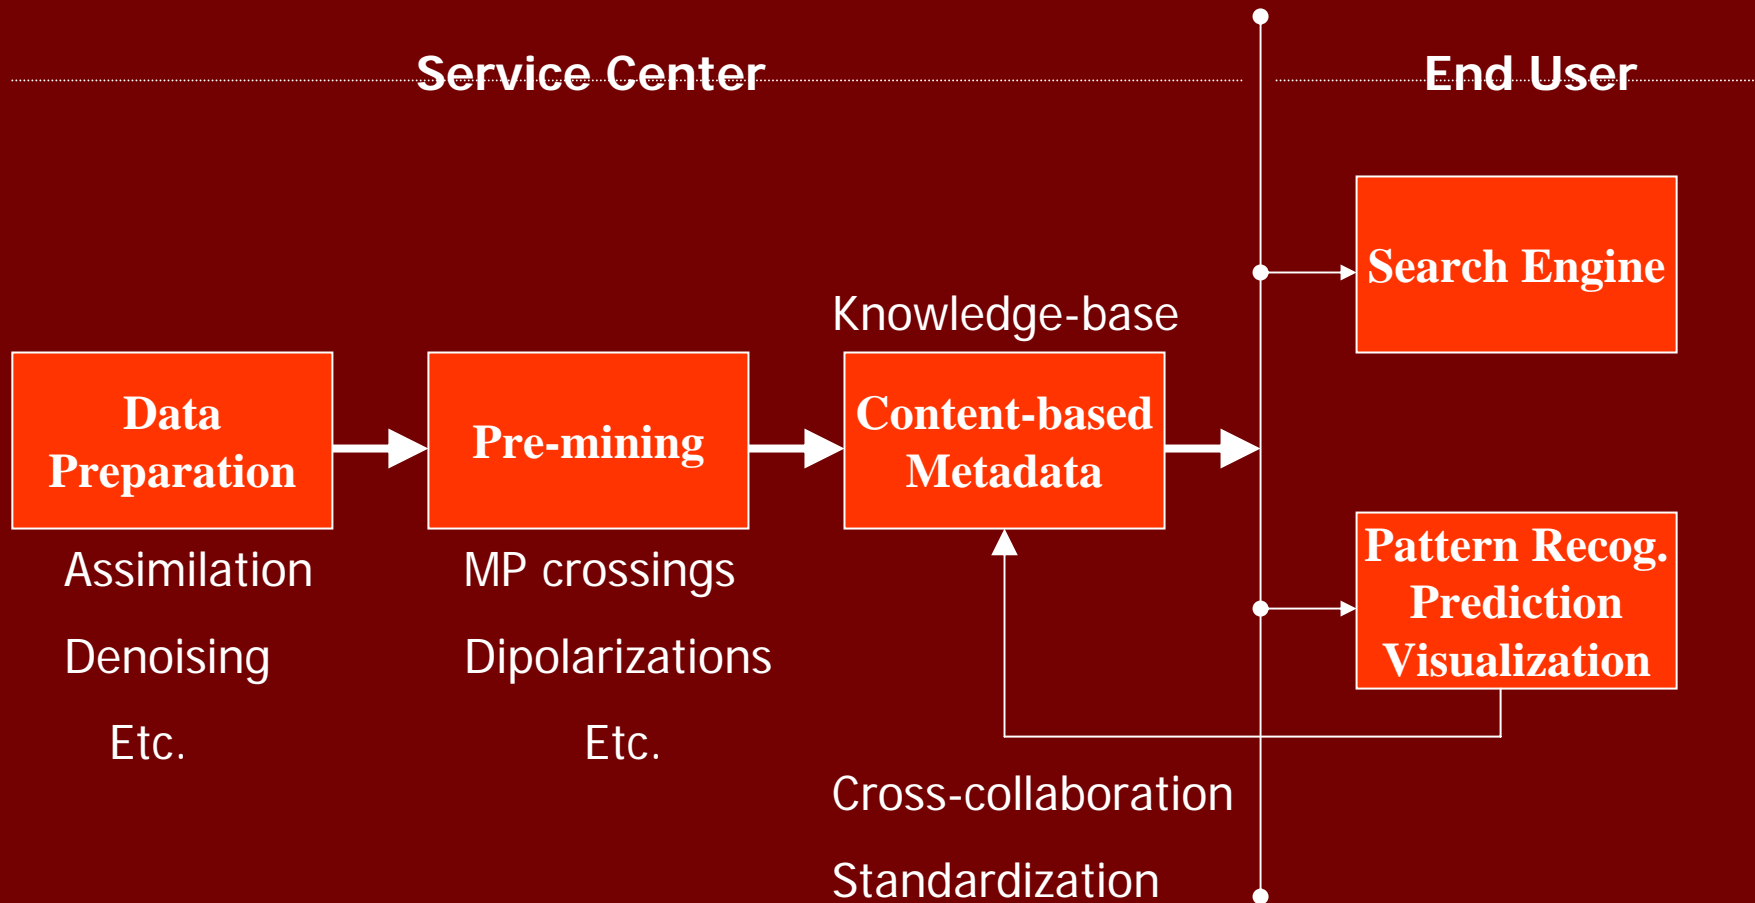 Service Center
End User
Search Engine
Knowledge-base
Data
Preparation
Pre-mining
Content-based
Metadata
Assimilation
Denoising
Etc.
MP crossings
Dipolarizations
Etc.
Pattern Recog.
Prediction
Visualization
Cross-collaboration
Standardization